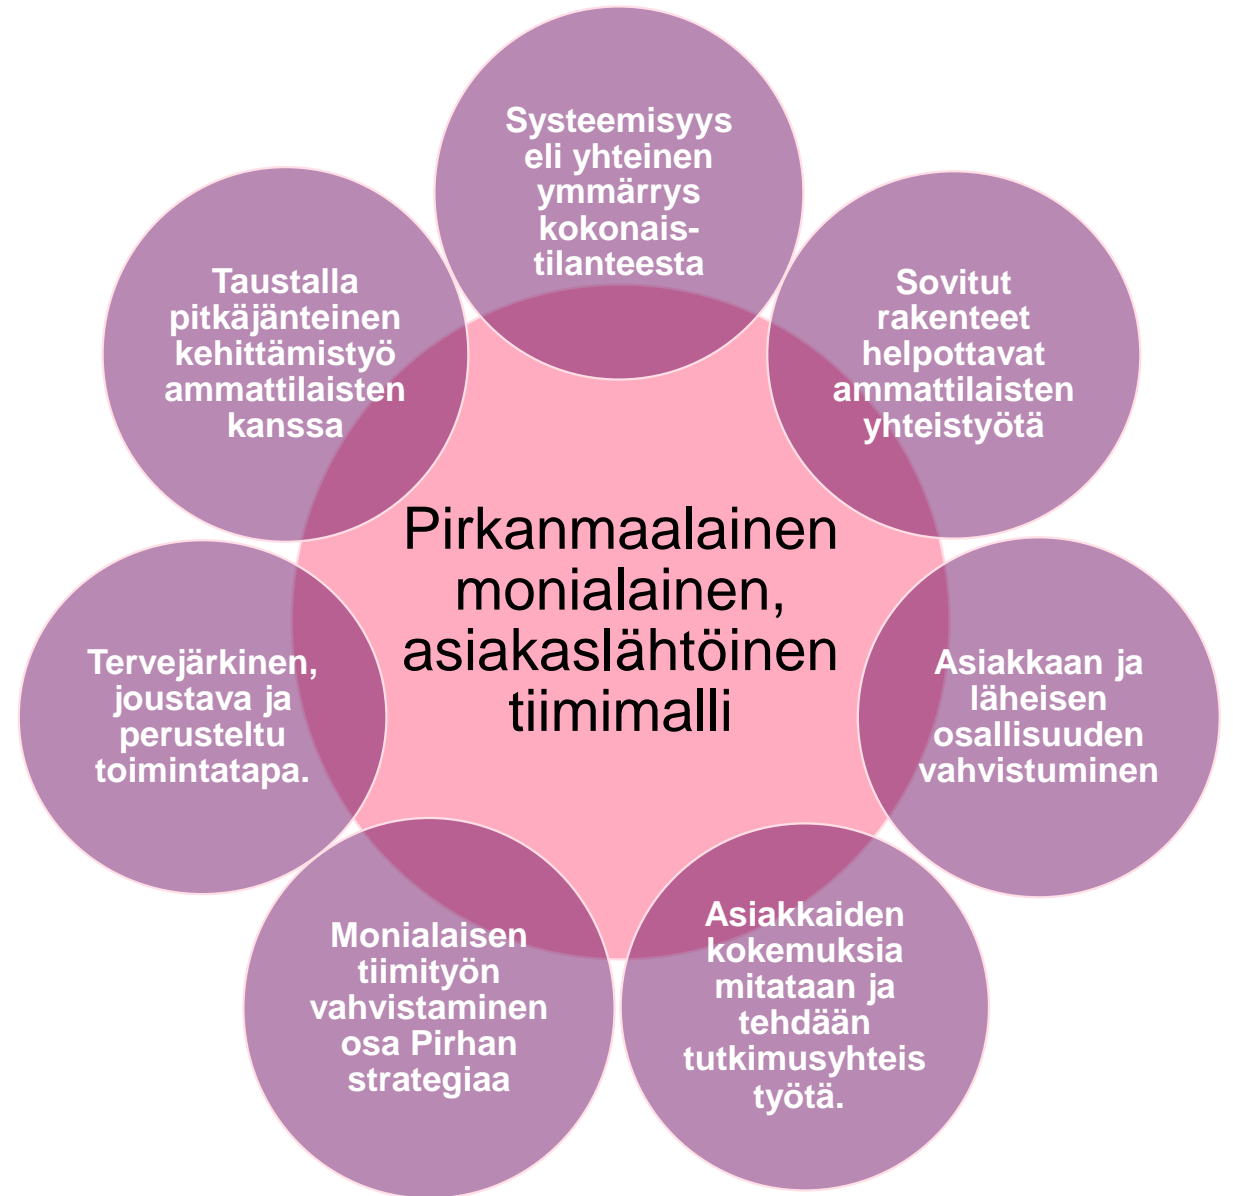 Systeemisyys
eli yhteinen
ymmärrys
kokonais-
tilanteesta
Sovitut
rakenteet
helpottavat
ammattilaisten
yhteistyötä
Asiakkaan ja
läheisen
osallisuuden
vahvistuminen
Asiakkaiden
kokemuksia
mitataan ja
tehdään
tutkimusyhteis
työtä.
Monialaisen
tiimityön
vahvistaminen
osa Pirhan
strategiaa
Tervejärkinen,
joustava ja
perusteltu
toimintatapa.
Taustalla
pitkäjänteinen
kehittämistyö
ammattilaisten
kanssa
Pirkanmaalainen
monialainen,
asiakaslähtöinen
tiimimalli